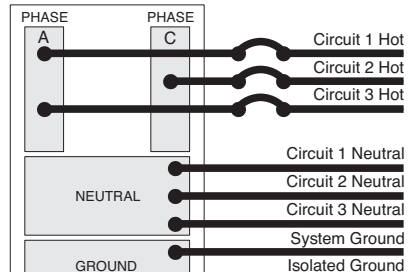 PHASE PHASE
A C
Circuit 1 Hot
Circuit 2 Hot
Circuit 3 Hot
Circuit 1 Neutral
Circuit 2 Neutral
NEUTRAL
Circuit 3 Neutral
System Ground
GROUND
Isolated Ground